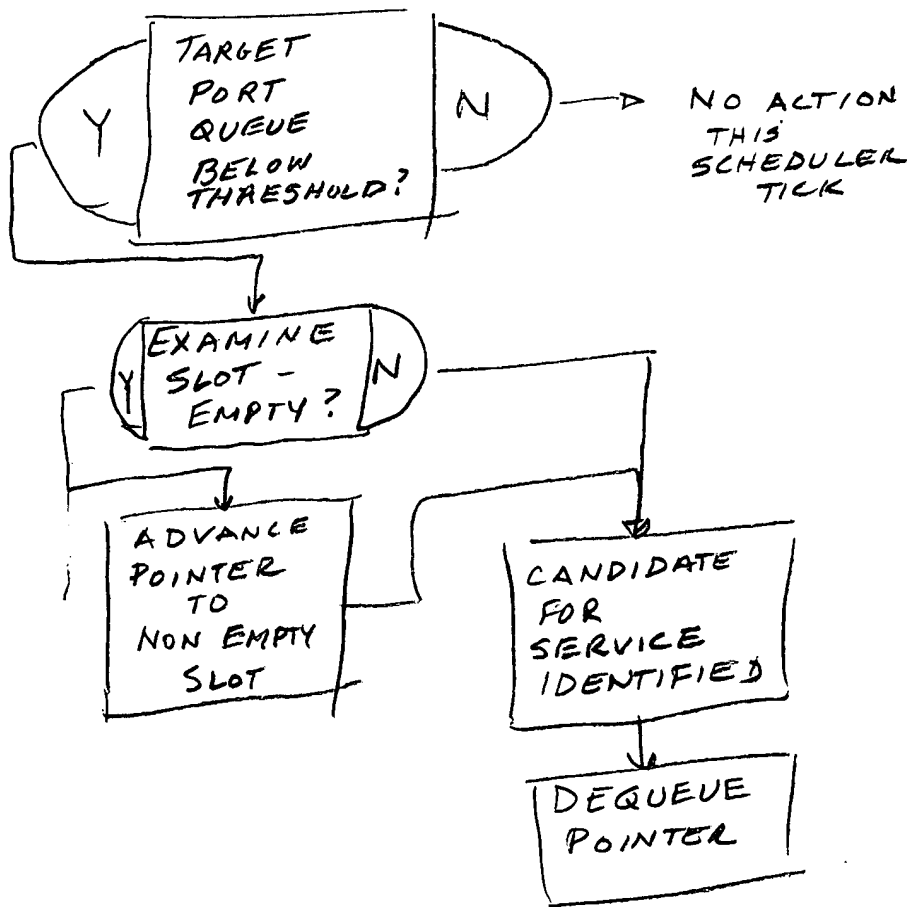 TARGET
PORT
QUEUE
BELOW
THRESHOLD?
Y
N
NO ACTION
THIS
SCHEDULER
TICK
EXAMINE
SLOT -
EMPTY?
Y
N
ADVANCE
POINTER
TO
NON EMPTY
SLOT
CANDIDATE
FOR
SERVICE
IDENTIFIED
DEQUEUE
POINTER